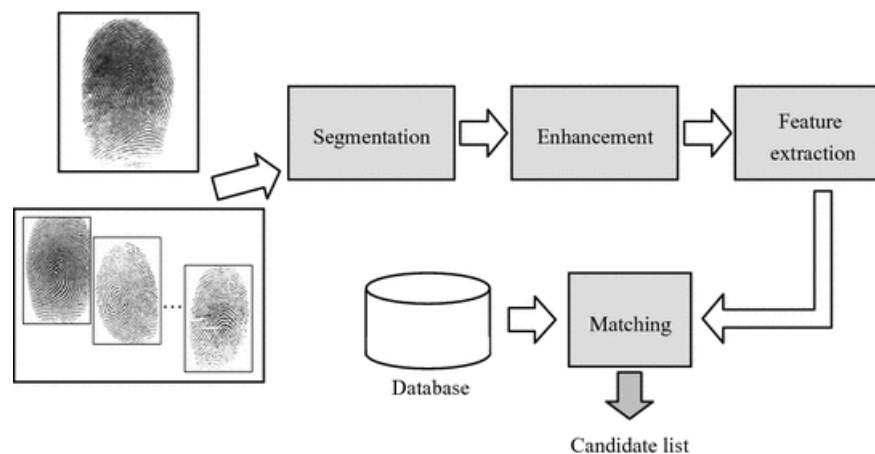 Segmentation
Enhancement
Feature
extraction
...
Database
Matching
Candidate list